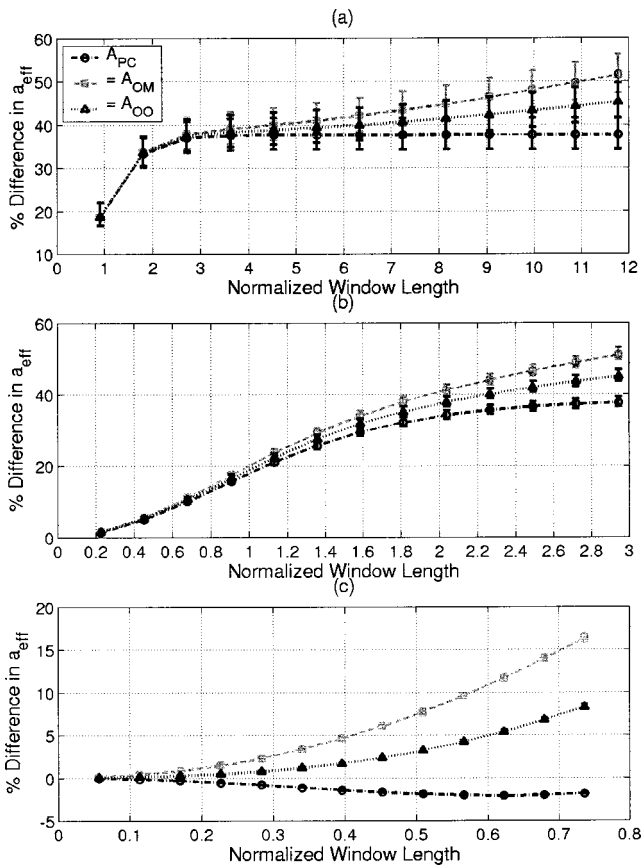 (a)
60
50
40
30
20
10
% Difference in a_eff
A_PC
= A_OM
= A_OO
0 1 2 3 4 5 6 7 8 9 10 11 12
Normalized Window Length
(b)
60
40
20
0
% Difference in a_eff
0 0.2 0.4 0.6 0.8 1 1.2 1.4 1.6 1.8 2 2.2 2.4 2.6 2.8 3
Normalized Window Length
(c)
20
15
10
5
0
-5
% Difference in a_eff
0 0.1 0.2 0.3 0.4 0.5 0.6 0.7 0.8
Normalized Window Length